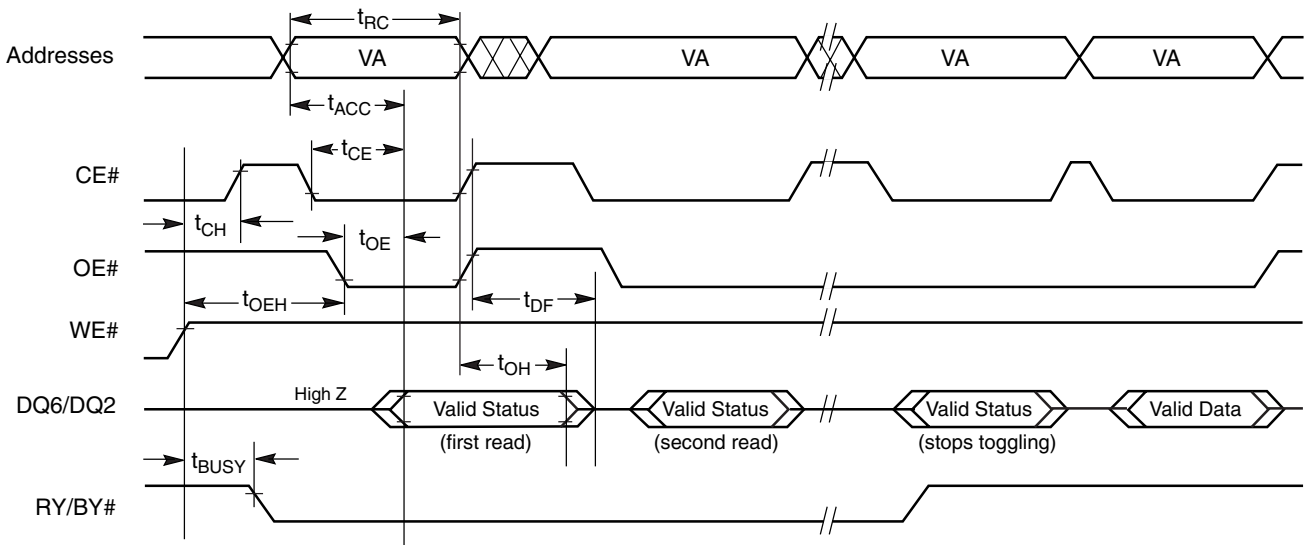 tRC
Addresses VA VA VA VA
tACC
tCE
CE#
tCH
tOE
OE#
tOEH
tDF
WE#
tOH
High Z
DQ6/DQ2 Valid Status Valid Status Valid Status Valid Data
(first read) (second read) (stops toggling)
tBUSY
RY/BY#